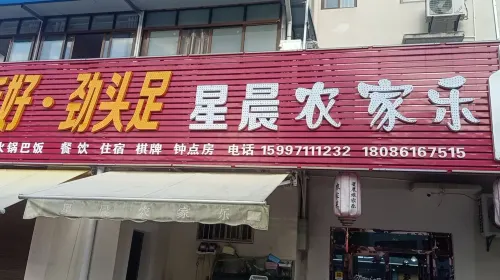 好·劲头足 星晨农家乐
火锅巴饭 餐饮 住宿 棋牌 钟点房 电话 15997111232 18086167515